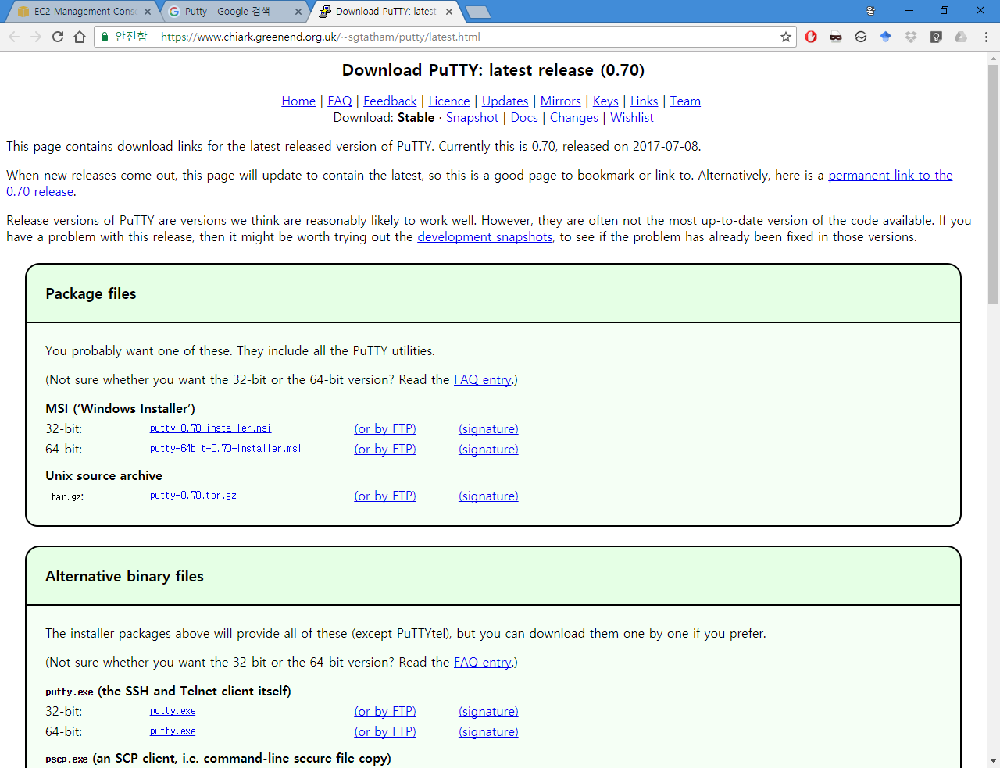 EC2 Management Conso
Putty - Google 검색
Download PuTTY: latest
왕
안전함
https://www.chiark.greenend.org.uk/~sgtatham/putty/latest.html
Download PuTTY: latest release (0.70)
Home | FAQ | Feedback | Licence | Updates | Mirrors | Keys | Links | Team
Download: Stable · Snapshot | Docs | Changes | Wishlist
This page contains download links for the latest released version of PuTTY. Currently this is 0.70, released on 2017-07-08.
When new releases come out, this page will update to contain the latest, so this is a good page to bookmark or link to. Alternatively, here is a permanent link to the
0.70 release.
Release versions of PuTTY are versions we think are reasonably likely to work well. However, they are often not the most up-to-date version of the code available. If you
have a problem with this release, then it might be worth trying out the development snapshots, to see if the problem has already been fixed in those versions.
Package files
You probably want one of these. They include all the PuTTY utilities.
(Not sure whether you want the 32-bit or the 64-bit version? Read the FAQ entry.)
MSI (‘Windows Installer’)
32-bit: putty-0.70-installer.msi (or by FTP) (signature)
64-bit: putty-64bit-0.70-installer.msi (or by FTP) (signature)
Unix source archive
.tar.gz: putty-0.70.tar.gz (or by FTP) (signature)
Alternative binary files
The installer packages above will provide all of these (except PuTTYtel), but you can download them one by one if you prefer.
(Not sure whether you want the 32-bit or the 64-bit version? Read the FAQ entry.)
putty.exe (the SSH and Telnet client itself)
32-bit: putty.exe (or by FTP) (signature)
64-bit: putty.exe (or by FTP) (signature)
pscp.exe (an SCP client, i.e. command-line secure file copy)